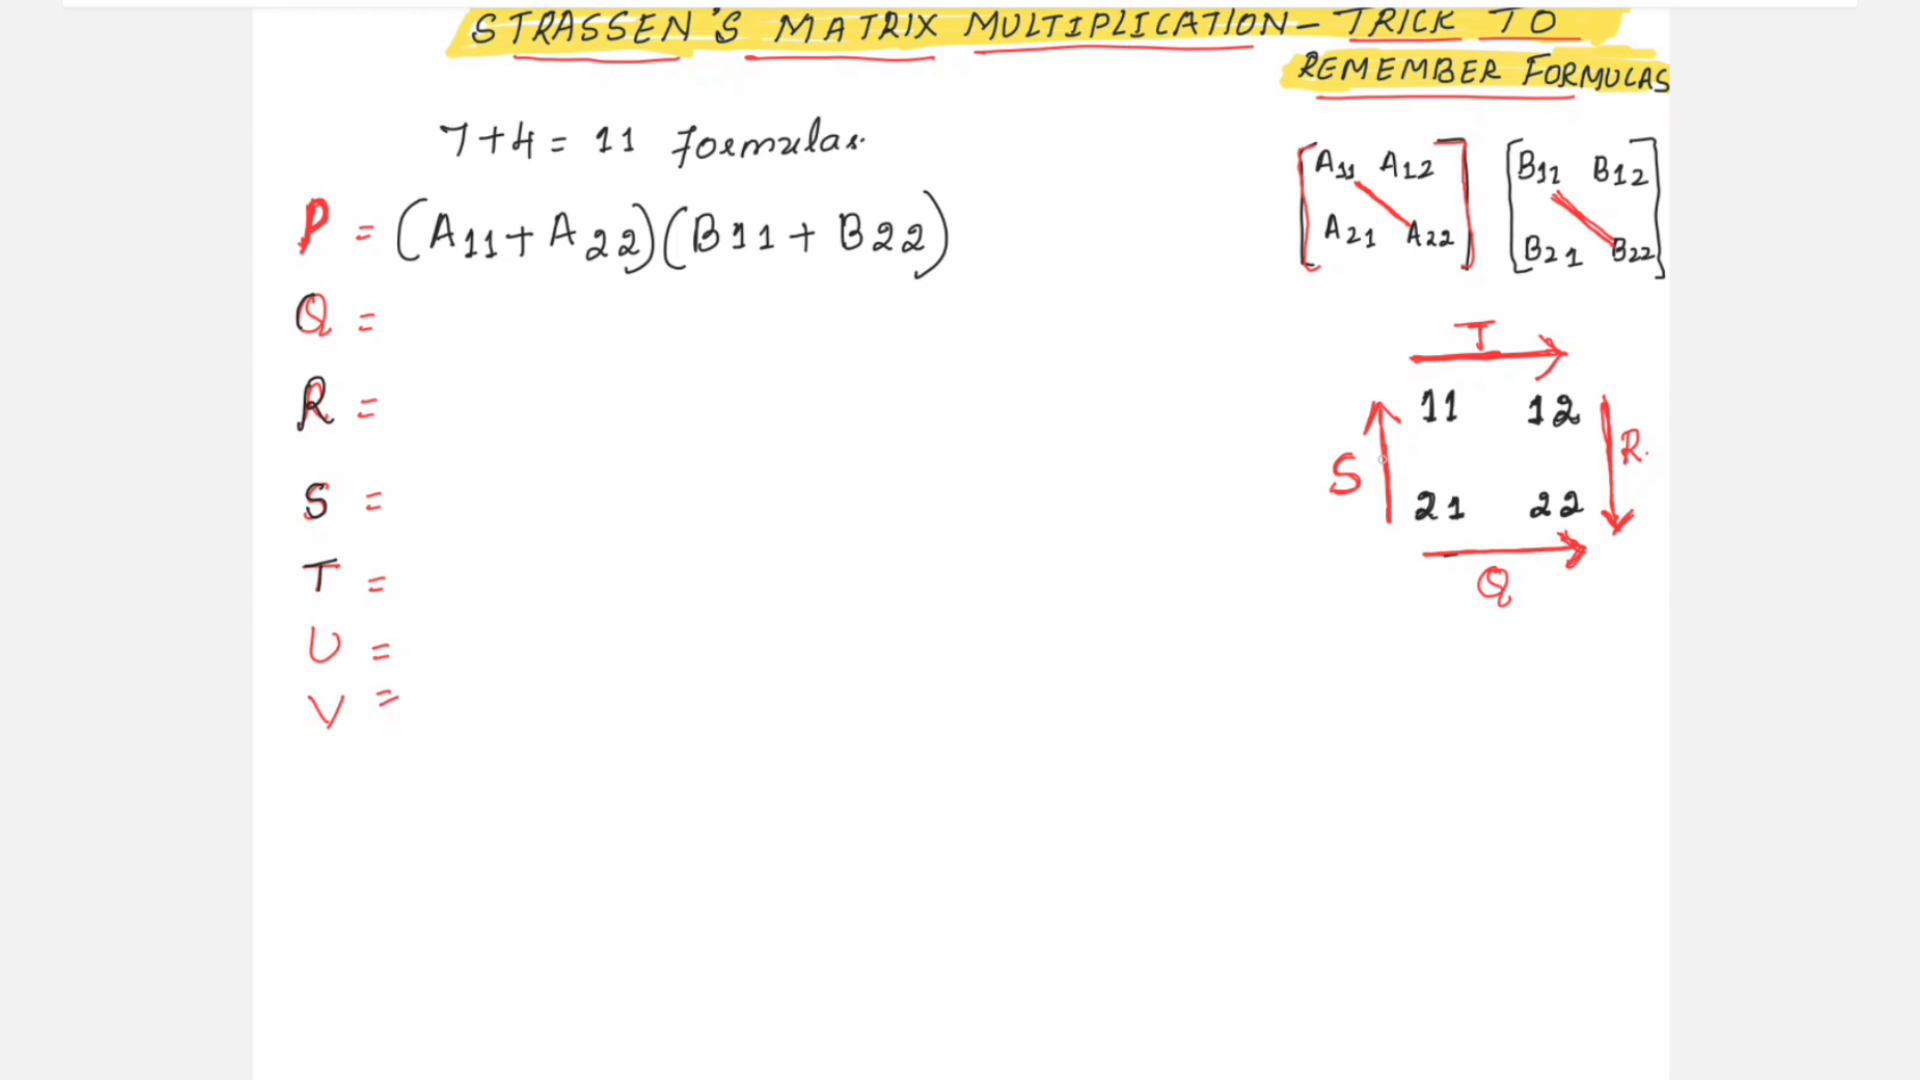 STRASSEN'S MATRIX MULTIPLICATION - TRICK TO
REMEMBER FORMULAS
7+4 = 11 Formulas.
A11 A12
A21 A22
B11 B12
B21 B22
P = (A11+A22)(B11+B22)
Q =
R =
S =
T =
U =
V =
T
11 12
S
R.
21 22
Q